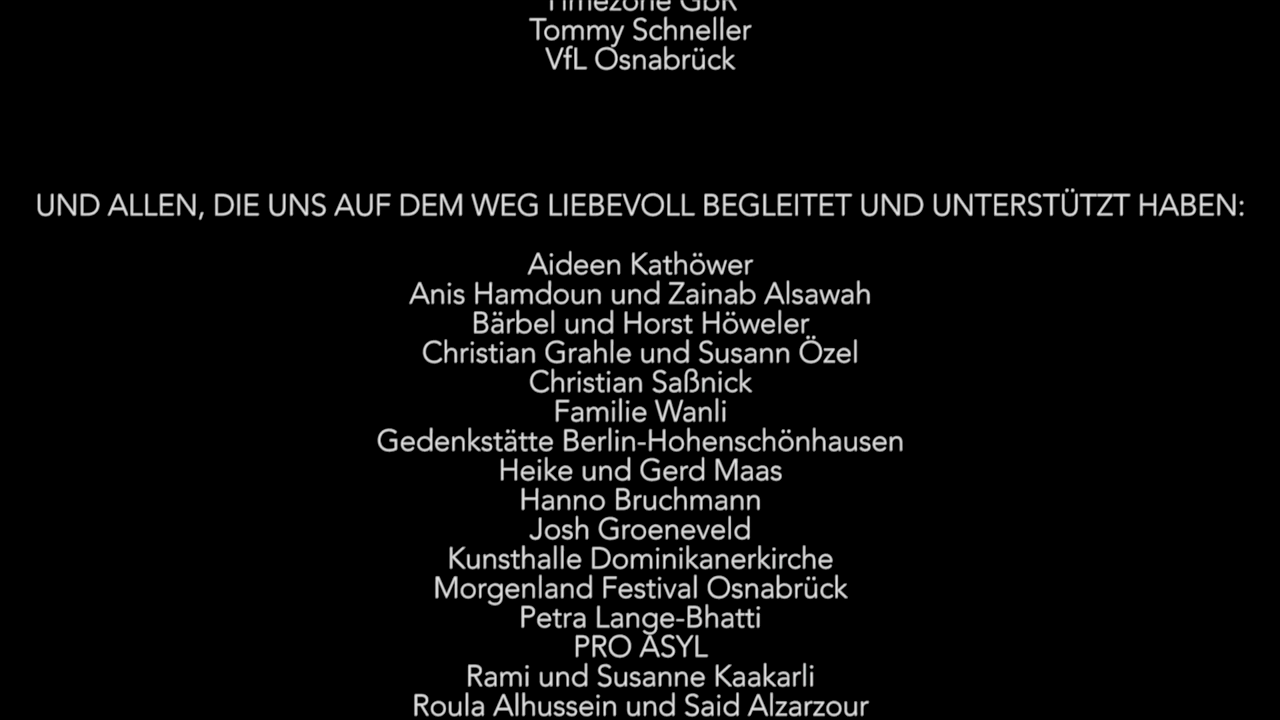 Timezone GbR
Tommy Schneller
VfL Osnabrück
UND ALLEN, DIE UNS AUF DEM WEG LIEBEVOLL BEGLEITET UND UNTERSTÜTZT HABEN:
Aideen Kathöwer
Anis Hamdoun und Zainab Alsawah
Bärbel und Horst Höweler
Christian Grahle und Susann Özel
Christian Saßnick
Familie Wanli
Gedenkstätte Berlin-Hohenschönhausen
Heike und Gerd Maas
Hanno Bruchmann
Josh Groeneveld
Kunsthalle Dominikanerkirche
Morgenland Festival Osnabrück
Petra Lange-Bhatti
PRO ASYL
Rami und Susanne Kaakarli
Roula Alhussein und Said Alzarzour